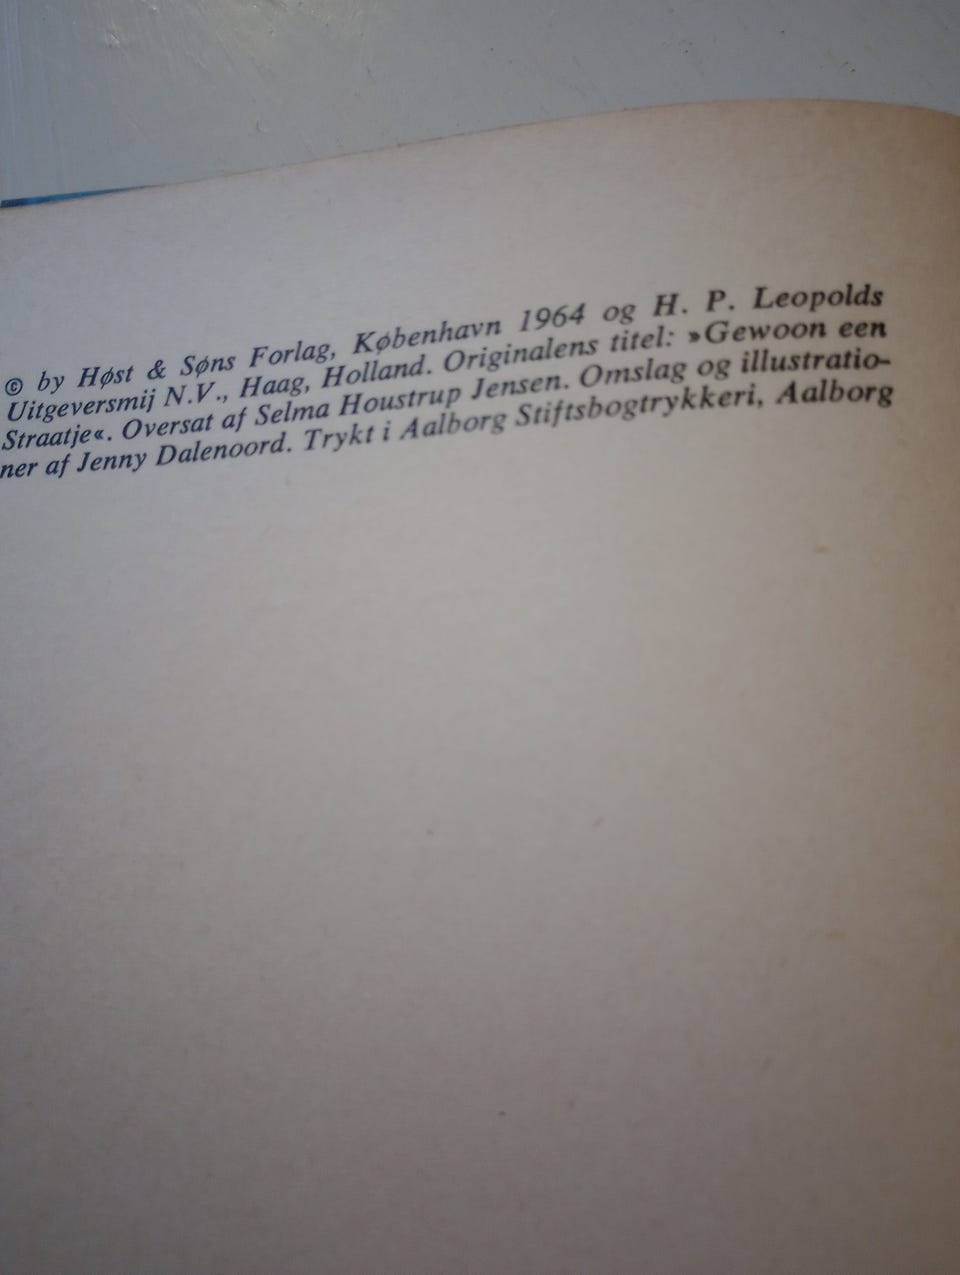 © by Høst & Søns Forlag, København 1964 og H. P. Leopolds
Uitgeversmij N.V., Haag, Holland. Originalens titel: »Gewoon een
Straatje«. Oversat af Selma Houstrup Jensen. Omslag og illustratio-
ner af Jenny Dalenoord. Trykt i Aalborg Stiftsbogtrykkeri, Aalborg